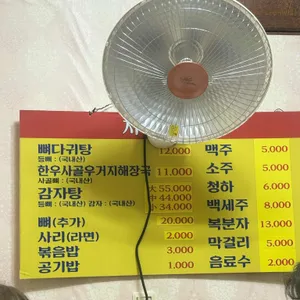 차
뼈다귀탕 12.000
등뼈 : (국내산)
한우사골우거지해장국 11.000
사골뼈 : (국내산)
감자탕 大 55.000
中 44.000
등뼈 : (국내산) 감자 : (국내산) 小 34.000
뼈(추가) 20.000
사리(라면) 2.000
볶음밥 3.000
공기밥 1.000
맥주 5.000
소주 5.000
청하 6.000
백세주 8.000
복분자 13.000
막걸리 5.000
음료수 2.000